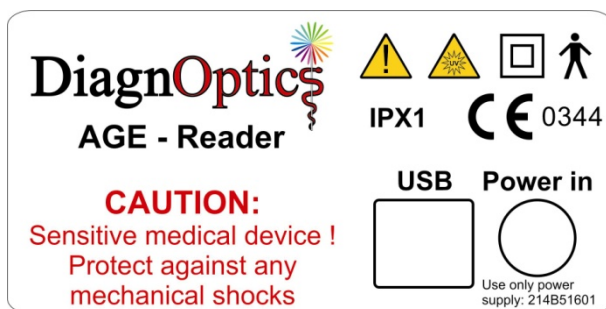 DiagnOptics
AGE - Reader
CAUTION:
Sensitive medical device !
Protect against any
mechanical shocks
UV
IPX1 CE 0344
USB Power in
Use only power
supply: 214B51601